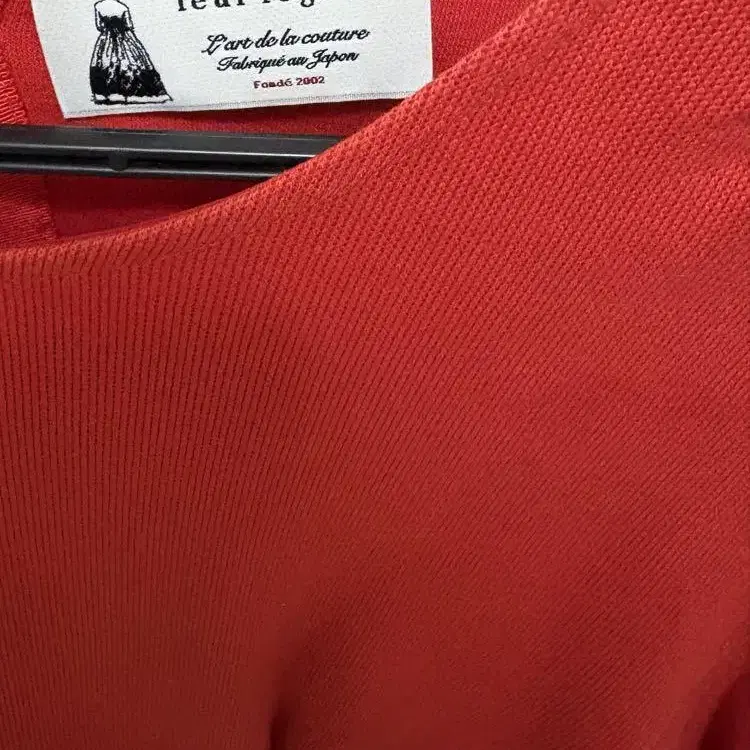 L'art de la couture
Fabriqué au Japon
Fondé 2002